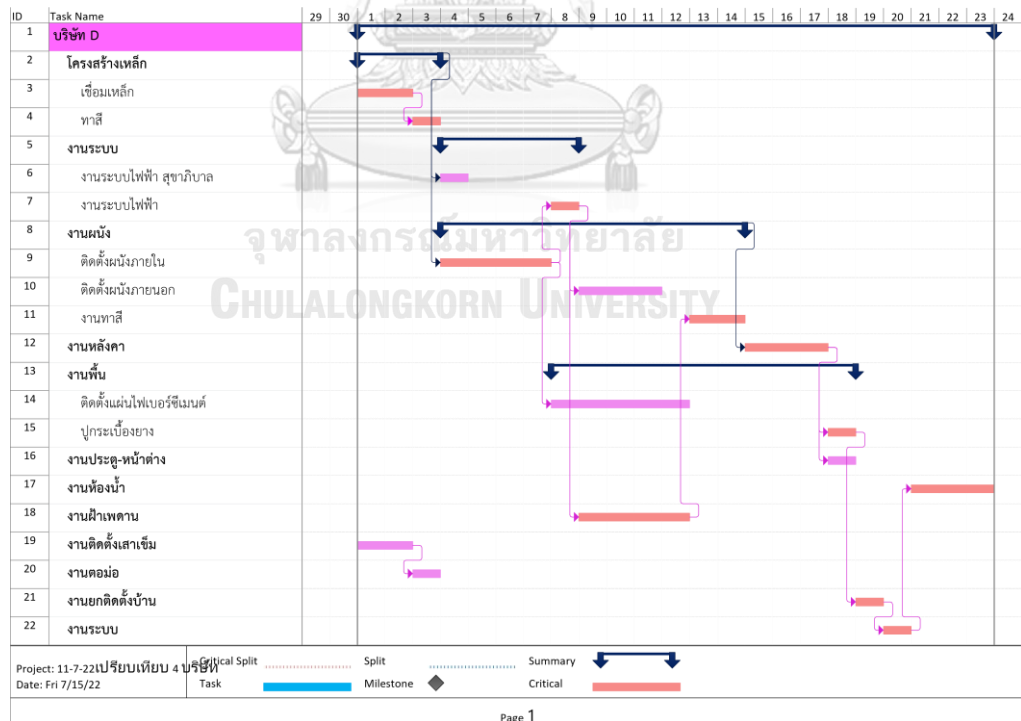 ID Task Name 29 30 1 2 3 4 5 6 7 8 9 10 11 12 13 14 15 16 17 18 19 20 21 22 23 24
1 บริษัท D
2 โครงสร้างเหล็ก
3 เชื่อมเหล็ก
4 ทาสี
5 งานระบบ
6 งานระบบไฟฟ้า สุขาภิบาล
7 งานระบบไฟฟ้า
8 งานผนัง
จุฬาลงกรณ์มหาวิทยาลัย
9 ติดตั้งผนังภายใน
10 ติดตั้งผนังภายนอก
CHULALONGKORN UNIVERSITY
11 งานทาสี
12 งานหลังคา
13 งานพื้น
14 ติดตั้งแผ่นไฟเบอร์ซีเมนต์
15 ปูกระเบื้องยาง
16 งานประตู-หน้าต่าง
17 งานห้องน้ำ
18 งานฝ้าเพดาน
19 งานติดตั้งเสาเข็ม
20 งานตอม่อ
21 งานยกติดตั้งบ้าน
22 งานระบบ
Project: 11-7-22เปรียบเทียบ 4 บริษัท Critical Split Split Summary
Date: Fri 7/15/22 Task Milestone Critical
Page 1